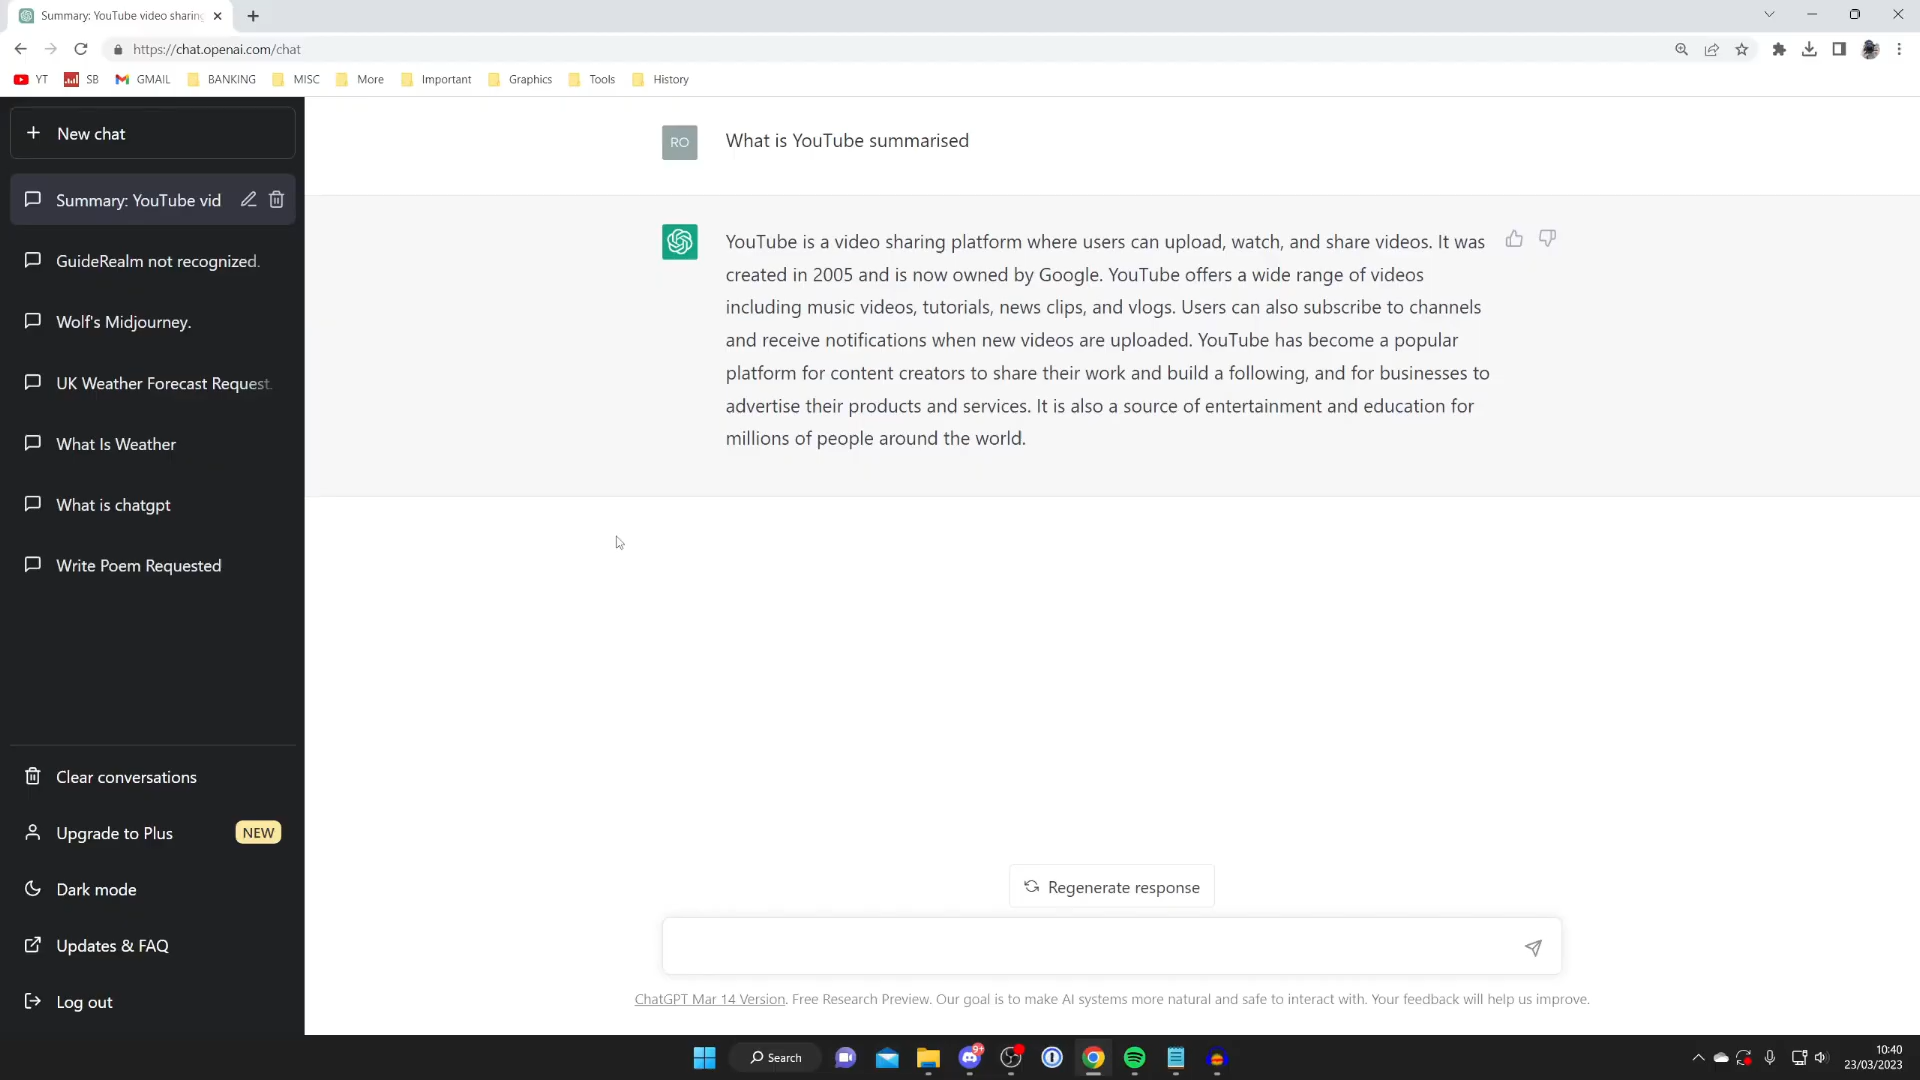 Summary: YouTube video sharing
https://chat.openai.com/chat
YT
SB
GMAIL
BANKING
MISC
More
Important
Graphics
Tools
History
New chat
Summary: YouTube vid
GuideRealm not recognized.
Wolf's Midjourney.
UK Weather Forecast Request.
What Is Weather
What is chatgpt
Write Poem Requested
Clear conversations
Upgrade to Plus NEW
Dark mode
Updates & FAQ
Log out
RO
What is YouTube summarised
YouTube is a video sharing platform where users can upload, watch, and share videos. It was
created in 2005 and is now owned by Google. YouTube offers a wide range of videos
including music videos, tutorials, news clips, and vlogs. Users can also subscribe to channels
and receive notifications when new videos are uploaded. YouTube has become a popular
platform for content creators to share their work and build a following, and for businesses to
advertise their products and services. It is also a source of entertainment and education for
millions of people around the world.
Regenerate response
ChatGPT Mar 14 Version. Free Research Preview. Our goal is to make AI systems more natural and safe to interact with. Your feedback will help us improve.
Search
9+
10:40
23/03/2023